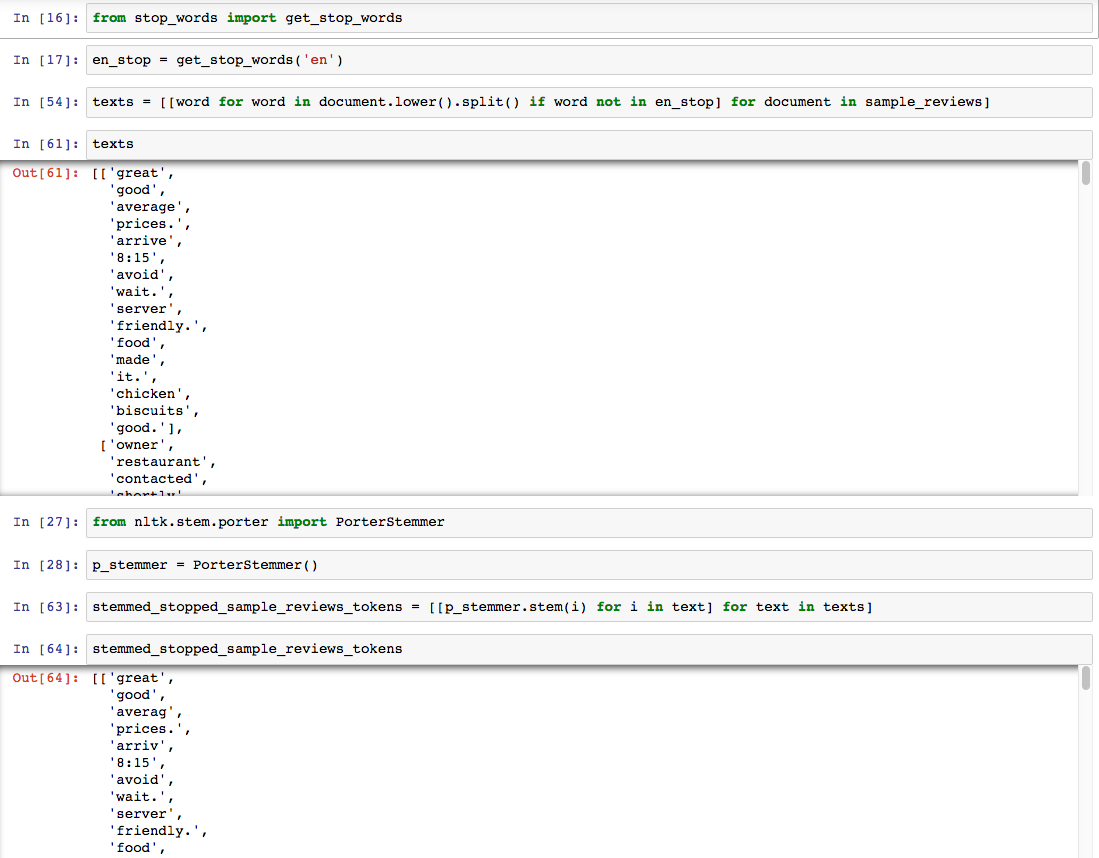 In [16]: from stop_words import get_stop_words
In [17]: en_stop = get_stop_words('en')
In [54]: texts = [[word for word in document.lower().split() if word not in en_stop] for document in sample_reviews]
In [61]: texts
Out[61]: [['great',
'good',
'average',
'prices.',
'arrive',
'8:15',
'avoid',
'wait.',
'server',
'friendly.',
'food',
'made',
'it.',
'chicken',
'biscuits',
'good.'],
['owner',
'restaurant',
'contacted',
'shortly'
In [27]: from nltk.stem.porter import PorterStemmer
In [28]: p_stemmer = PorterStemmer()
In [63]: stemmed_stopped_sample_reviews_tokens = [[p_stemmer.stem(i) for i in text] for text in texts]
In [64]: stemmed_stopped_sample_reviews_tokens
Out[64]: [['great',
'good',
'averag',
'prices.',
'arriv',
'8:15',
'avoid',
'wait.',
'server',
'friendly.',
'food',